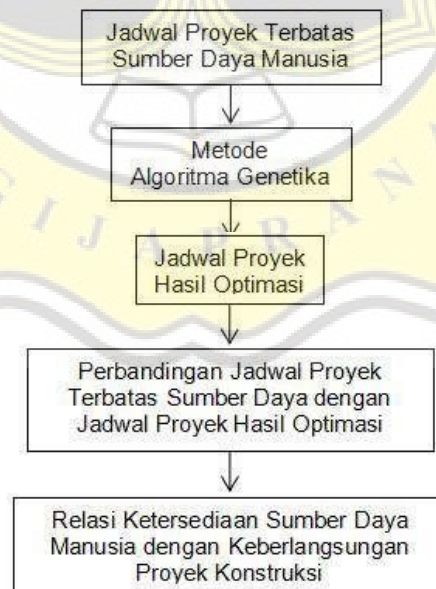 Jadwal Proyek Terbatas
Sumber Daya Manusia
Metode
Algoritma Genetika
Jadwal Proyek
Hasil Optimasi
Perbandingan Jadwal Proyek
Terbatas Sumber Daya dengan
Jadwal Proyek Hasil Optimasi
Relasi Ketersediaan Sumber Daya
Manusia dengan Keberlangsungan
Proyek Konstruksi